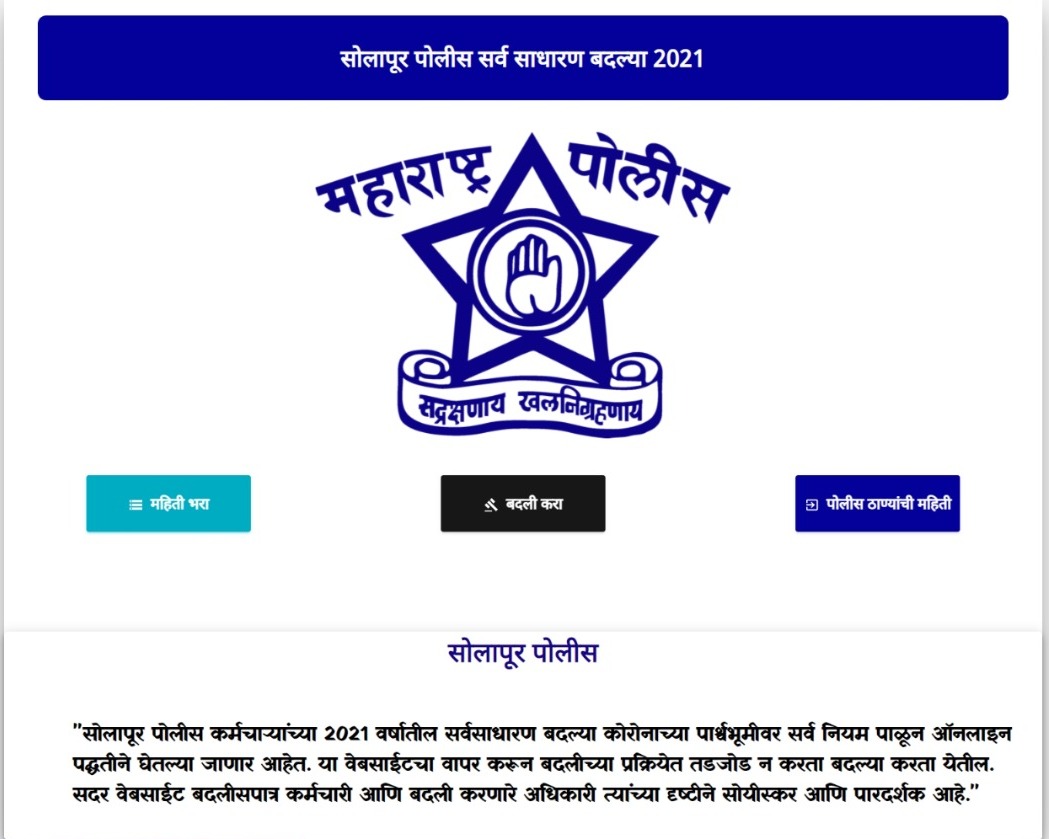 सोलापूर पोलीस सर्व साधारण बदल्या 2021
महाराष्ट्र पोलीस
सद्रक्षणाय खलनिग्रहणाय
महिती भरा
बदली करा
पोलीस ठाण्यांची महिती
सोलापूर पोलीस
"सोलापूर पोलीस कर्मचाऱ्यांच्या 2021 वर्षातील सर्वसाधारण बदल्या कोरोनाच्या पार्श्वभूमीवर सर्व नियम पाळून ऑनलाइन
पद्धतीने घेतल्या जाणार आहेत. या वेबसाईटचा वापर करून बदलीच्या प्रक्रियेत तडजोड न करता बदल्या करता येतील.
सदर वेबसाईट बदलीसपात्र कर्मचारी आणि बदली करणारे अधिकारी त्यांच्या दृष्टीने सोयीस्कर आणि पारदर्शक आहे."